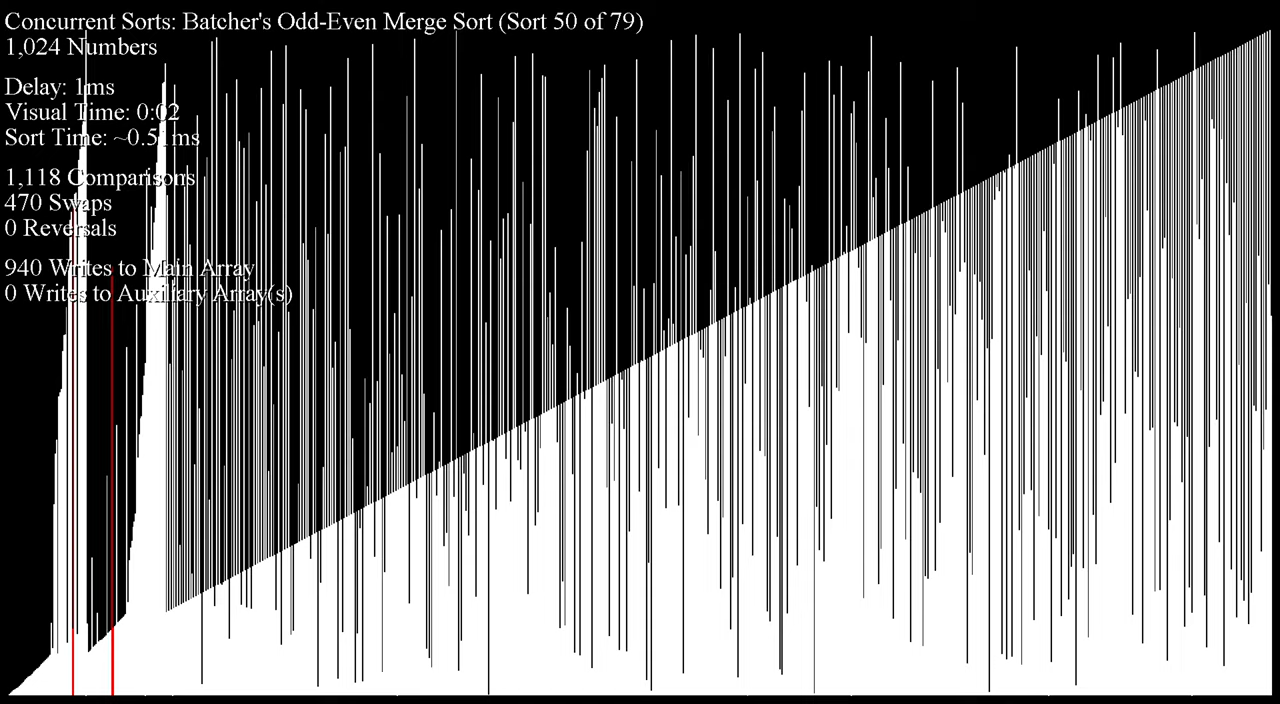 Concurrent Sorts: Batcher's Odd-Even Merge Sort (Sort 50 of 79)
1,024 Numbers
Delay: 1ms
Visual Time: 0:02
Sort Time: ~0.51ms
1,118 Comparisons
470 Swaps
0 Reversals
940 Writes to Main Array
0 Writes to Auxiliary Array(s)